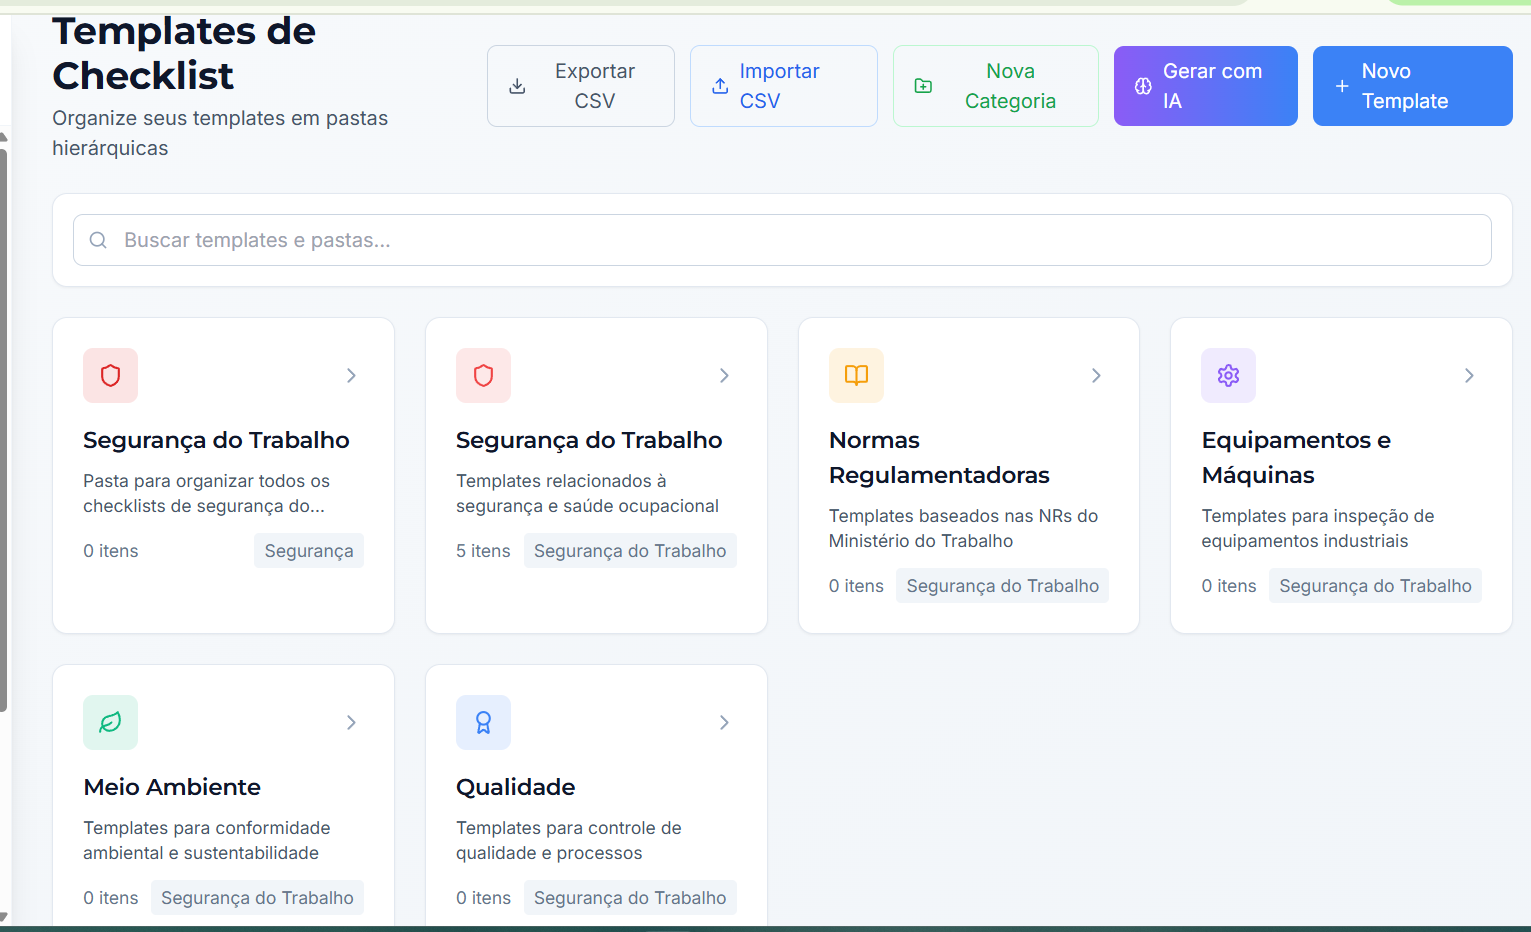 Templates de
Checklist
Organize seus templates em pastas
hierárquicas
Exportar
CSV
Importar
CSV
Nova
Categoria
Gerar com
IA
Novo
Template
Buscar templates e pastas...
Segurança do Trabalho
Pasta para organizar todos os
checklists de segurança do...
0 itens
Segurança
Segurança do Trabalho
Templates relacionados à
segurança e saúde ocupacional
5 itens
Segurança do Trabalho
Normas
Regulamentadoras
Templates baseados nas NRs do
Ministério do Trabalho
0 itens
Segurança do Trabalho
Equipamentos e
Máquinas
Templates para inspeção de
equipamentos industriais
0 itens
Segurança do Trabalho
Meio Ambiente
Templates para conformidade
ambiental e sustentabilidade
0 itens
Segurança do Trabalho
Qualidade
Templates para controle de
qualidade e processos
0 itens
Segurança do Trabalho